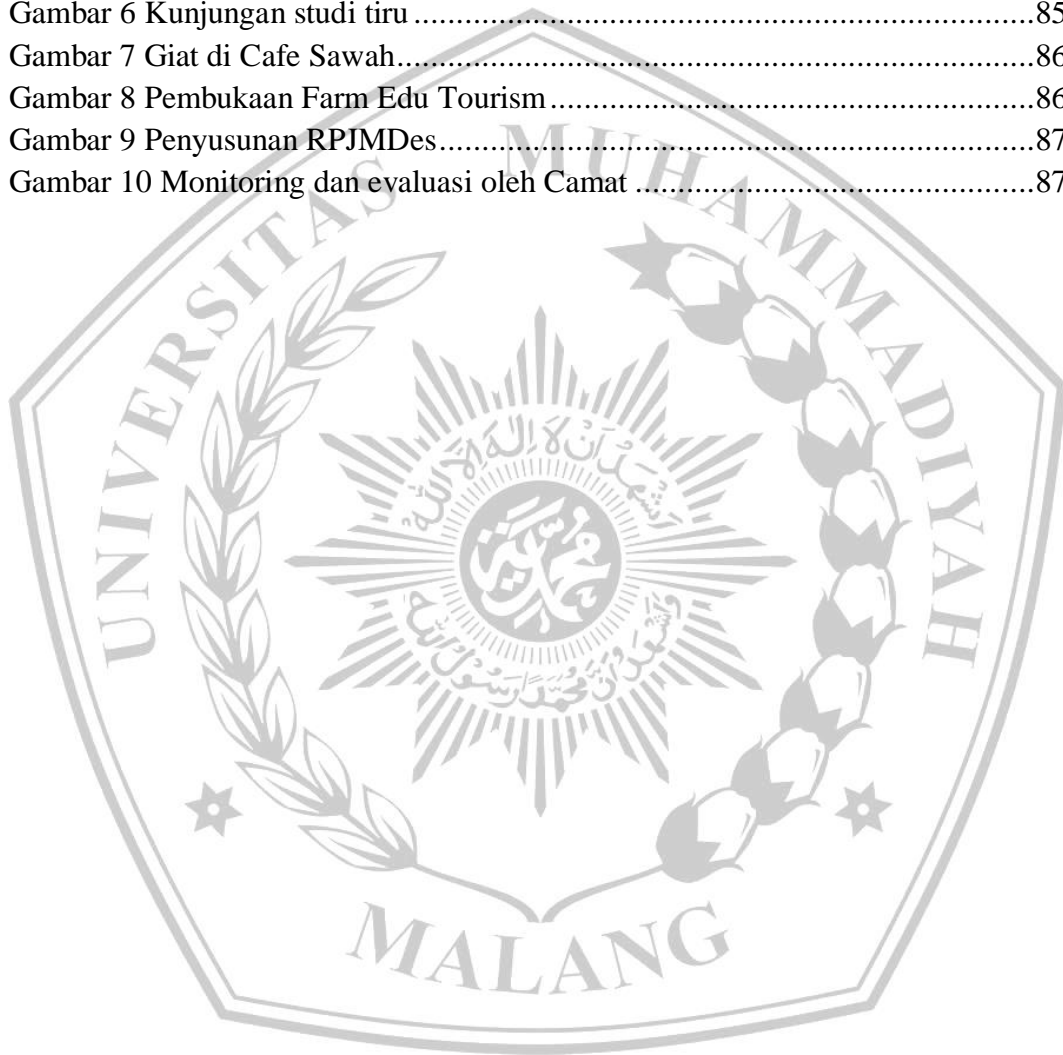 Gambar 6 Kunjungan studi tiru..............................................................................85
Gambar 7 Giat di Cafe Sawah................................................................................86
Gambar 8 Pembukaan Farm Edu Tourism.............................................................86
Gambar 9 Penyusunan RPJMDes...........................................................................87
Gambar 10 Monitoring dan evaluasi oleh Camat ..................................................87
UNIVERSITAS MUHAMMADIYAH
MALANG